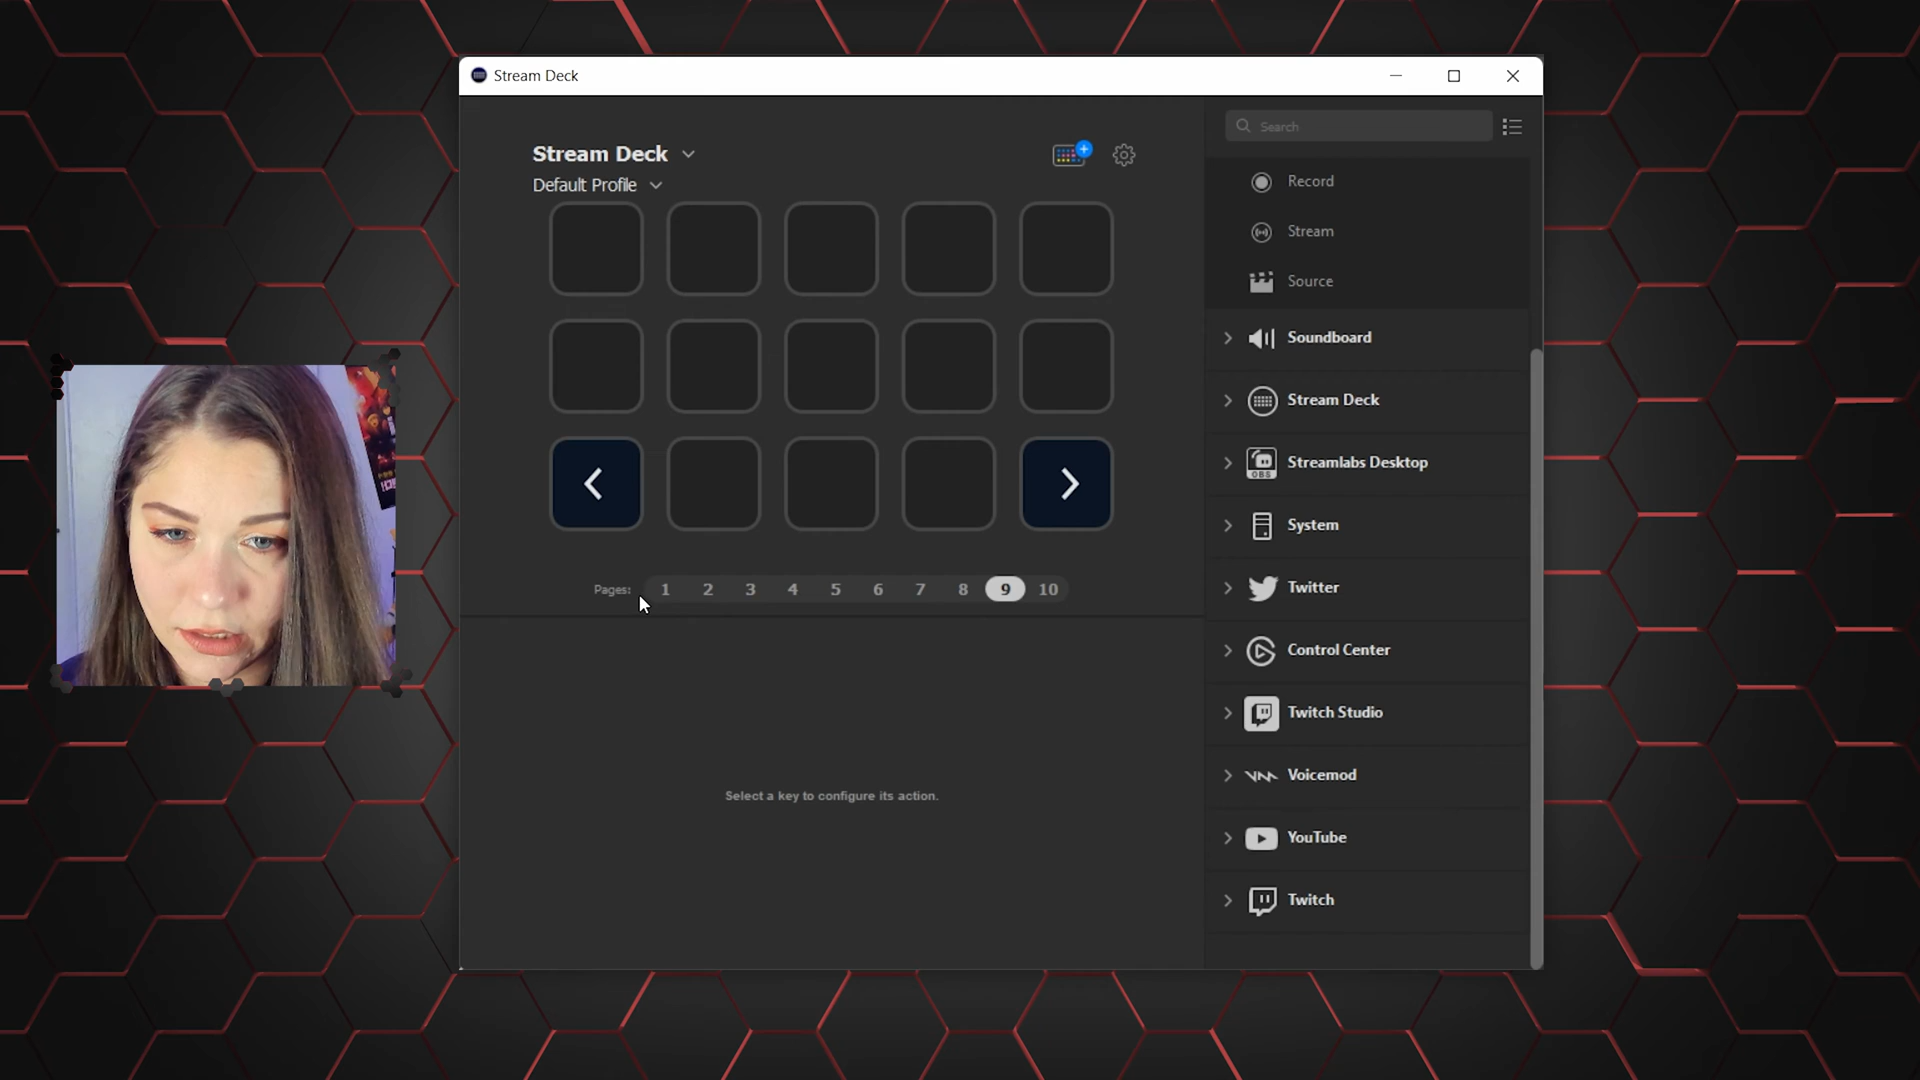 Stream Deck
Search
Stream Deck
Default Profile
Record
Stream
Source
Soundboard
Stream Deck
Streamlabs Desktop
OBS
System
Pages: 1 2 3 4 5 6 7 8 9 10
Twitter
Control Center
Twitch Studio
Voicemod
Select a key to configure its action.
YouTube
Twitch